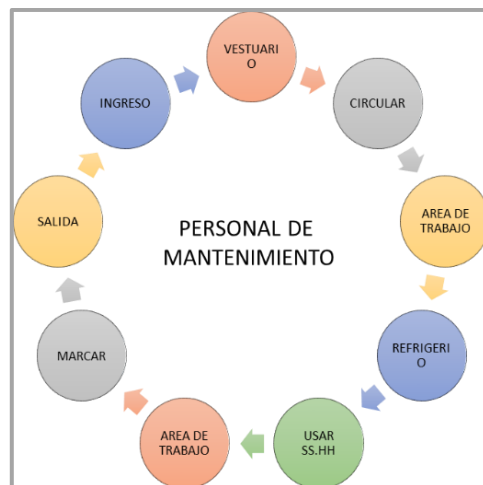 VESTUARI
O
CIRCULAR
AREA DE
TRABAJO
REFRIGERI
O
USAR
SS.HH
AREA DE
TRABAJO
MARCAR
SALIDA
INGRESO
PERSONAL DE
MANTENIMIENTO